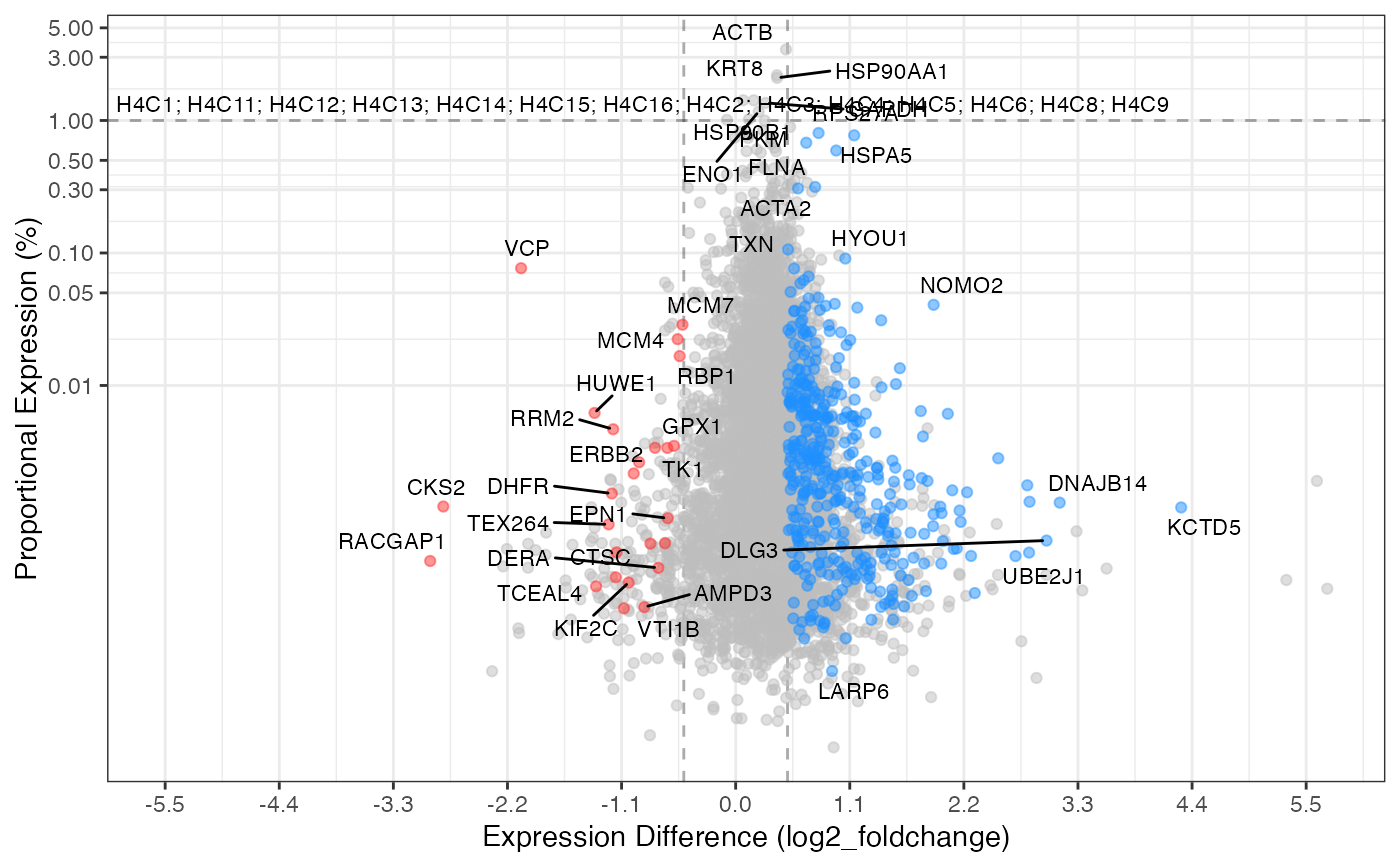 5.00
3.00
1.00
0.50
0.30
0.10
0.05
0.01
Proportional Expression (%)
ACTB
KRT8
HSP90AA1
H4C1; H4C11; H4C12; H4C13; H4C14; H4C15; H4C16; H4C2; H4C3; H4C4; H4C5; H4C6; H4C8; H4C9
GAPDH
RPS27A
HSP90B1
PKM
HSPA5
ENO1
FLNA
ACTA2
TXN
HYOU1
VCP
NOMO2
MCM7
MCM4
RBP1
HUWE1
RRM2
GPX1
ERBB2
TK1
CKS2
DHFR
DNAJB14
TEX264
EPN1
KCTD5
RACGAP1
DERA
CTSC
DLG3
UBE2J1
TCEAL4
AMPD3
KIF2C
VTI1B
LARP6
-5.5
-4.4
-3.3
-2.2
-1.1
0.0
1.1
2.2
3.3
4.4
5.5
Expression Difference (log2_foldchange)